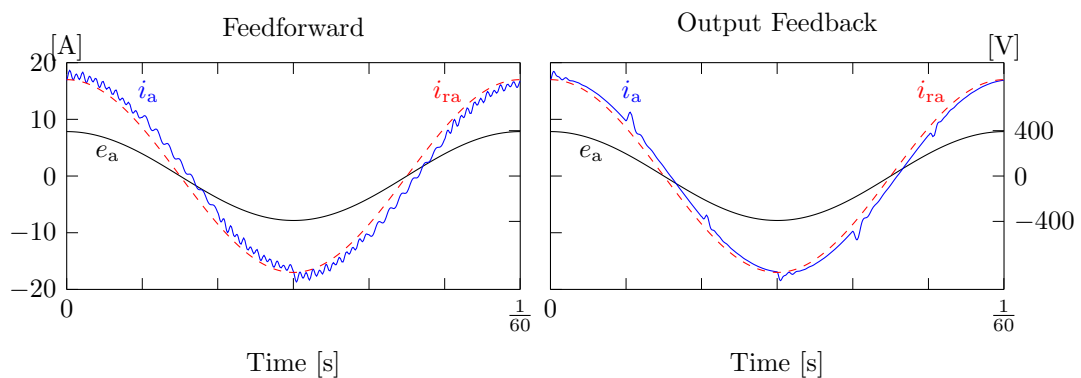 Feedforward
[A]
20
10
0
−10
−20
i_a
i_ra
e_a
0
1/60
Time [s]
Output Feedback
[V]
400
0
−400
i_a
i_ra
e_a
0
1/60
Time [s]